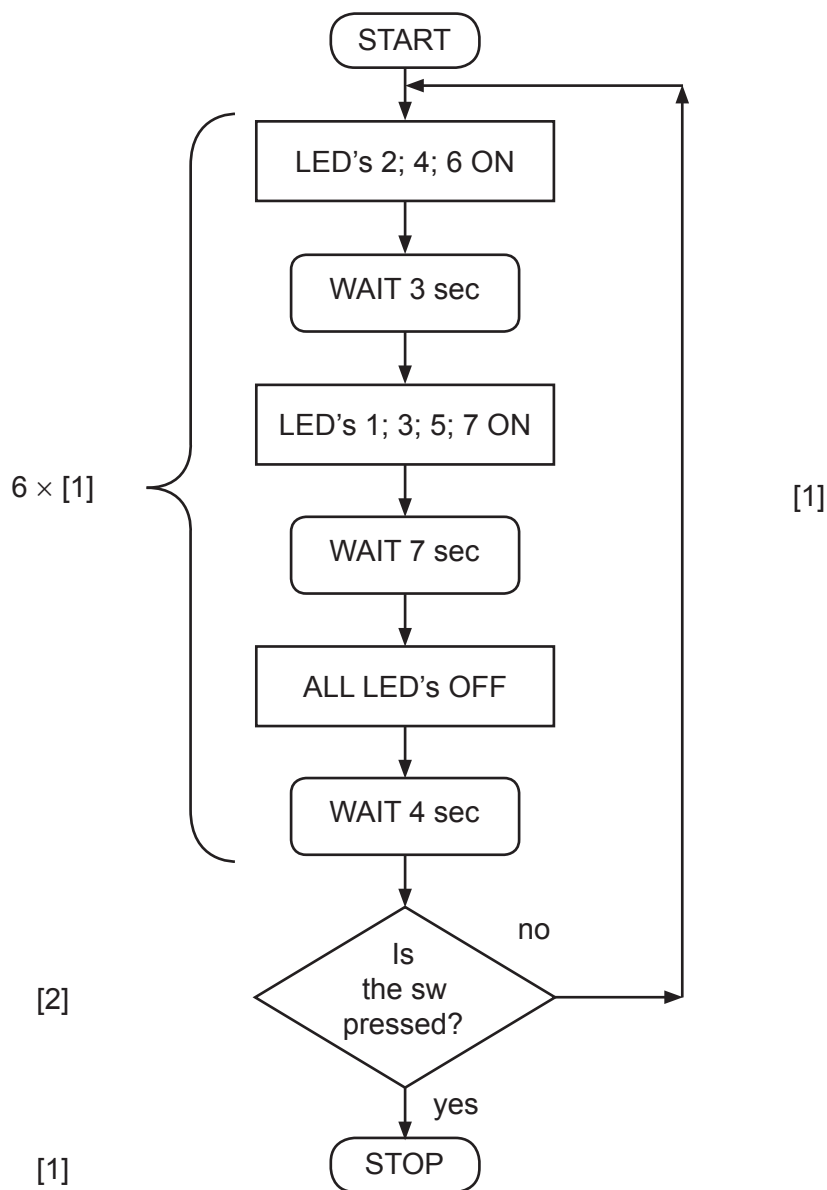 START
LED's 2; 4; 6 ON
WAIT 3 sec
LED's 1; 3; 5; 7 ON
6 × [1]
[1]
WAIT 7 sec
ALL LED's OFF
WAIT 4 sec
no
Is
the sw
pressed?
[2]
yes
STOP
[1]